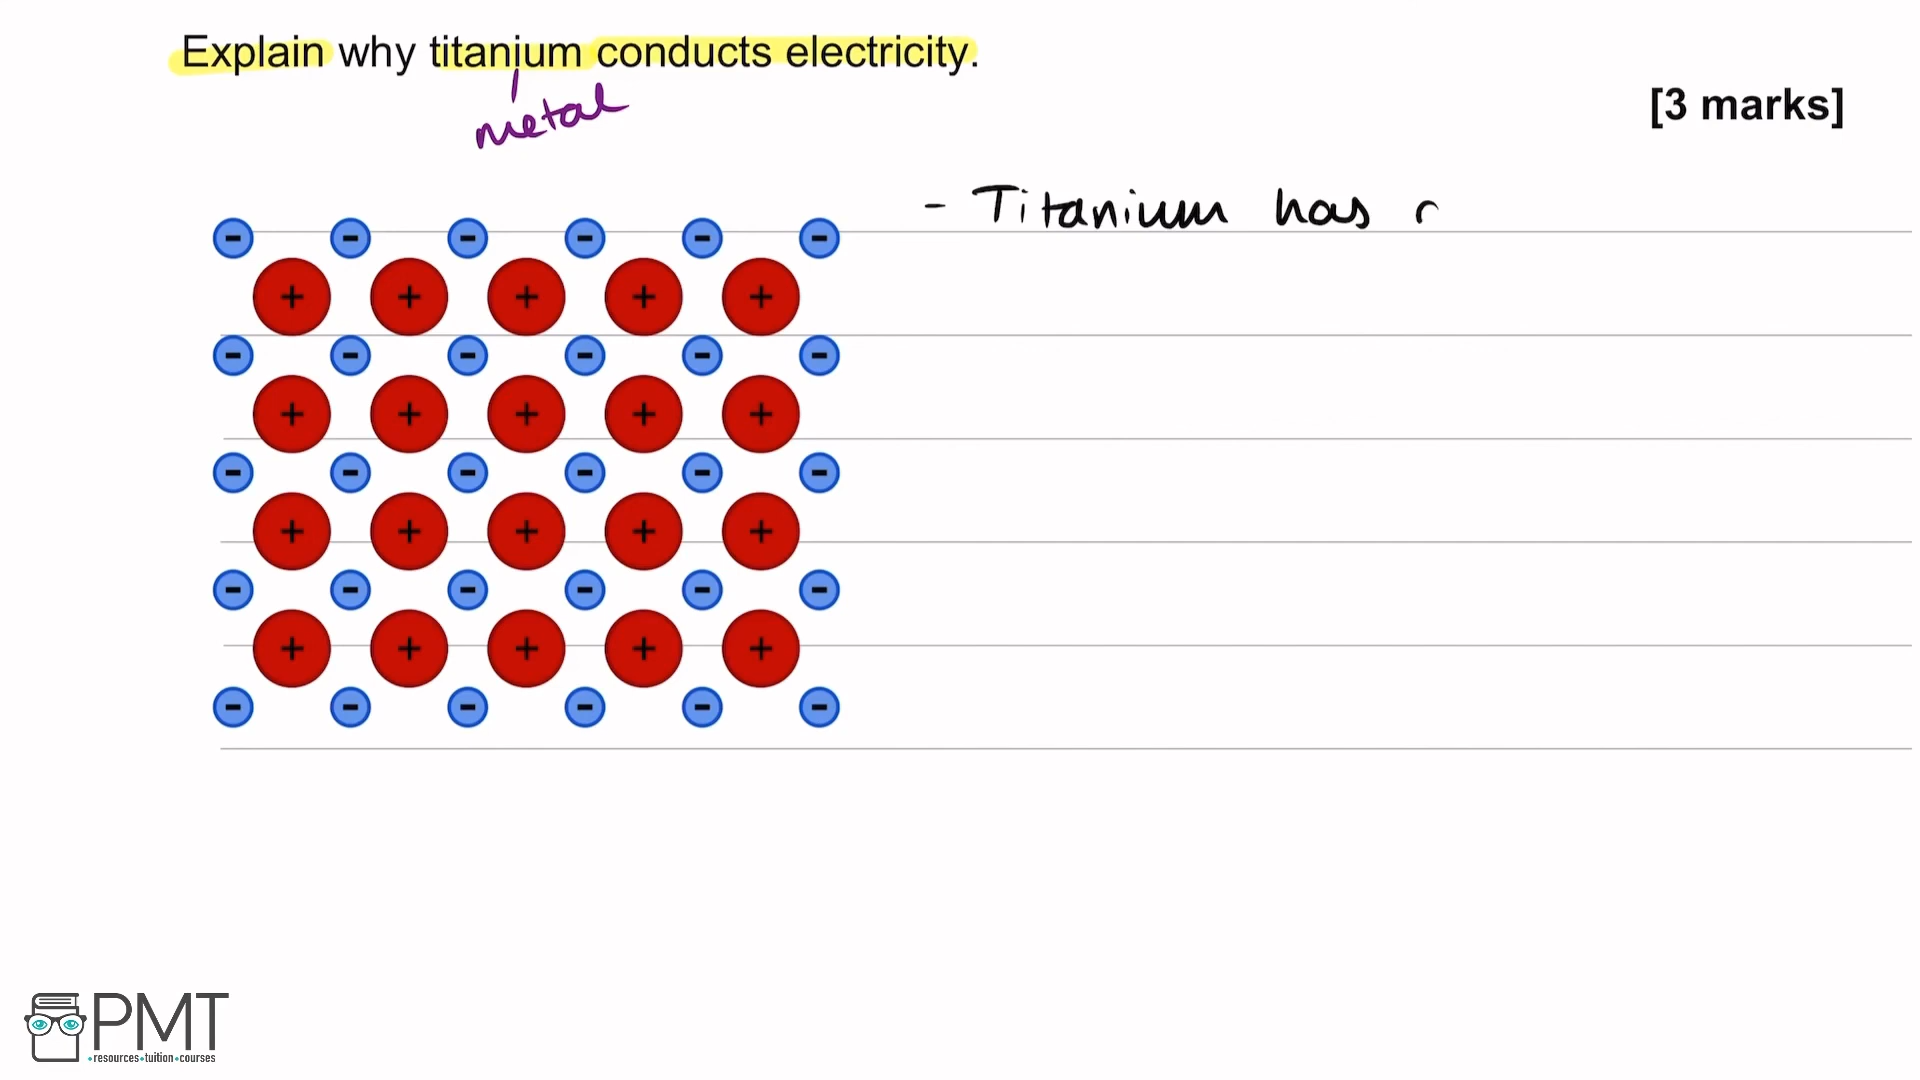 Explain why titanium conducts electricity.
metal
[3 marks]
- Titanium has
PMT
resources•tuition•courses